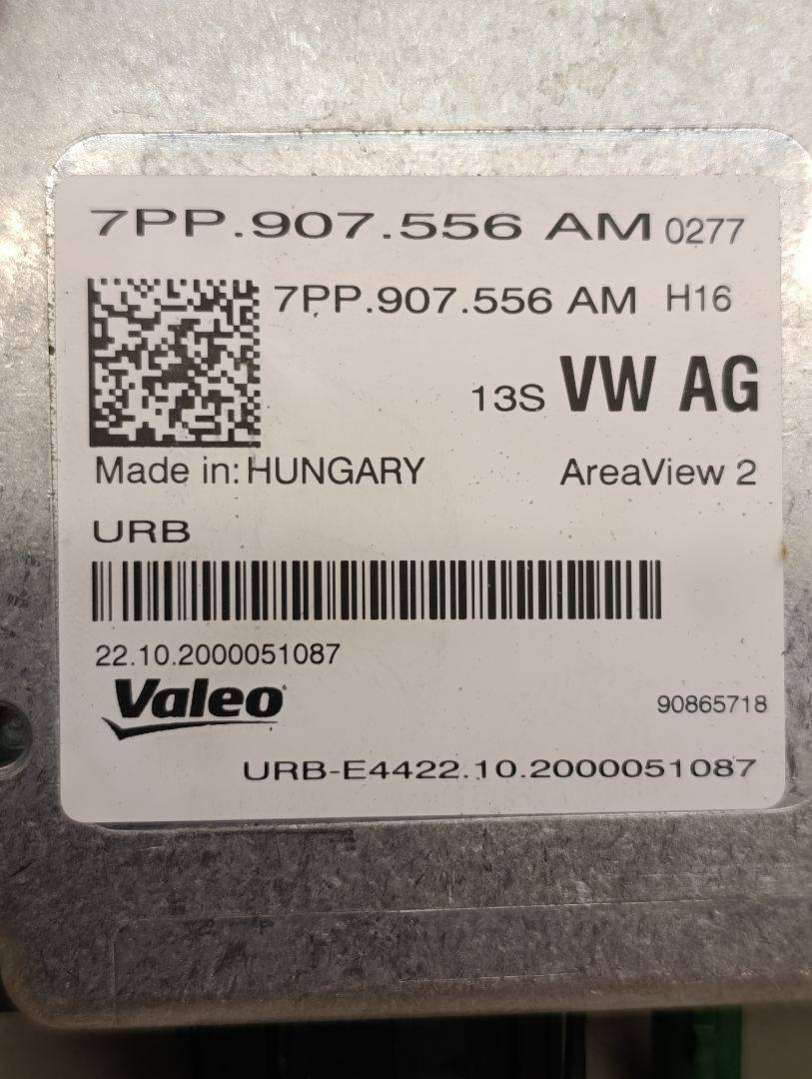 7PP.907.556 AM 0277
7PP.907.556 AM H16
13S VW AG
Made in: HUNGARY AreaView 2
URB
22.10.2000051087
Valeo 90865718
URB-E4422.10.2000051087